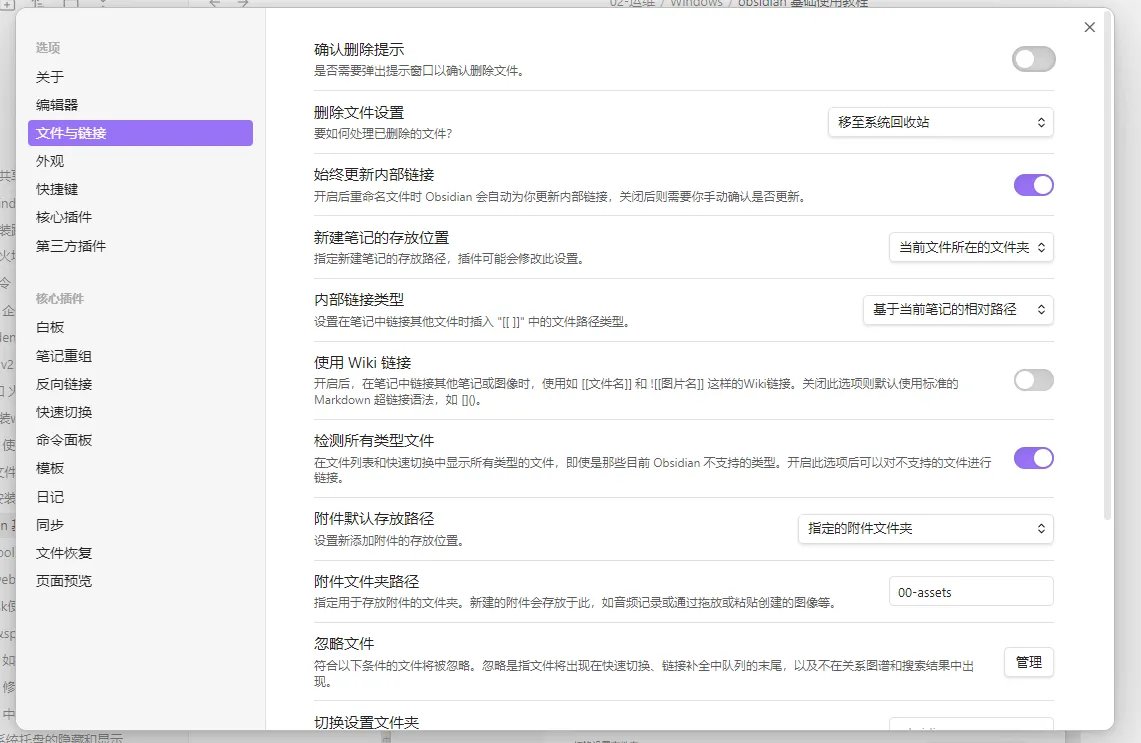 02-运维 / Windows / obsidian 基础使用教程
选项
关于
编辑器
文件与链接
外观
快捷键
核心插件
第三方插件
核心插件
白板
笔记重组
反向链接
快速切换
命令面板
模板
日记
同步
文件恢复
页面预览
确认删除提示
是否需要弹出提示窗口以确认删除文件。
删除文件设置
要如何处理已删除的文件？
移至系统回收站
始终更新内部链接
开启后重命名文件时 Obsidian 会自动为你更新内部链接，关闭后则需要你手动确认是否更新。
新建笔记的存放位置
指定新建笔记的存放路径，插件可能会修改此设置。
当前文件所在的文件夹
内部链接类型
设置在笔记中链接其他文件时插入 "[[ ]]" 中的文件路径类型。
基于当前笔记的相对路径
使用 Wiki 链接
开启后，在笔记中链接其他笔记或图像时，使用如 [[文件名]] 和 ![[图片名]] 这样的Wiki链接。关闭此选项则默认使用标准的
Markdown 超链接语法，如 []()。
检测所有类型文件
在文件列表和快速切换中显示所有类型的文件，即使是那些目前 Obsidian 不支持的类型。开启此选项后可以对不支持的文件进行
链接。
附件默认存放路径
设置新添加附件的存放位置。
指定的附件文件夹
附件文件夹路径
指定用于存放附件的文件夹。新建的附件会存放于此，如音频记录或通过拖放或粘贴创建的图像等。
00-assets
忽略文件
符合以下条件的文件将被忽略。忽略是指文件将出现在快速切换、链接补全中队列的末尾，以及不在关系图谱和搜索结果中出
现。
管理
切换设置文件夹
系统托盘的隐藏和显示